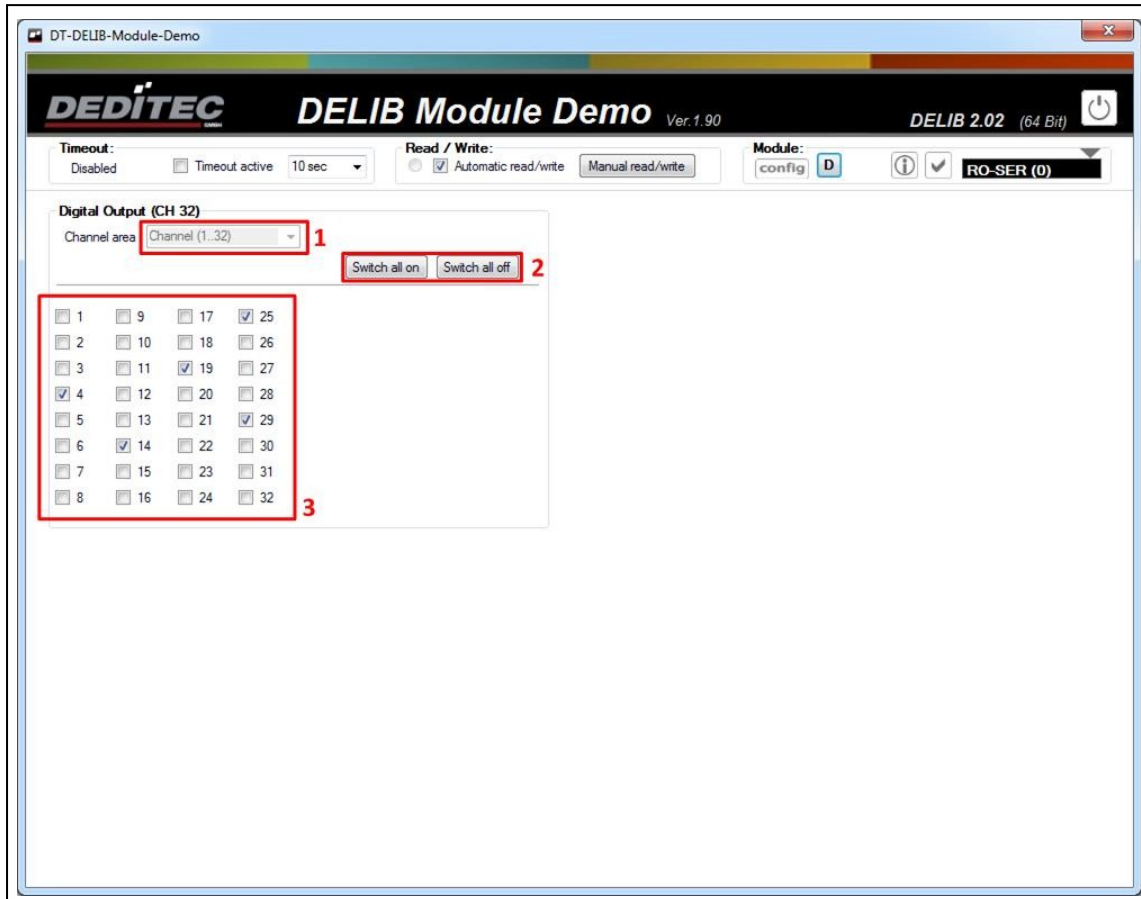 DT-DELIB-Module-Demo
x
DEDITEC
GMBH
DELIB Module Demo Ver.1.90
DELIB 2.02 (64 Bit)
Timeout:
Disabled
Timeout active
10 sec
Read / Write:
Automatic read/write
Manual read/write
Module:
config
D
i
RO-SER (0)
Digital Output (CH 32)
Channel area Channel (1..32) 1
Switch all on Switch all off 2
1 9 17 25
2 10 18 26
3 11 19 27
4 12 20 28
5 13 21 29
6 14 22 30
7 15 23 31
8 16 24 32
3